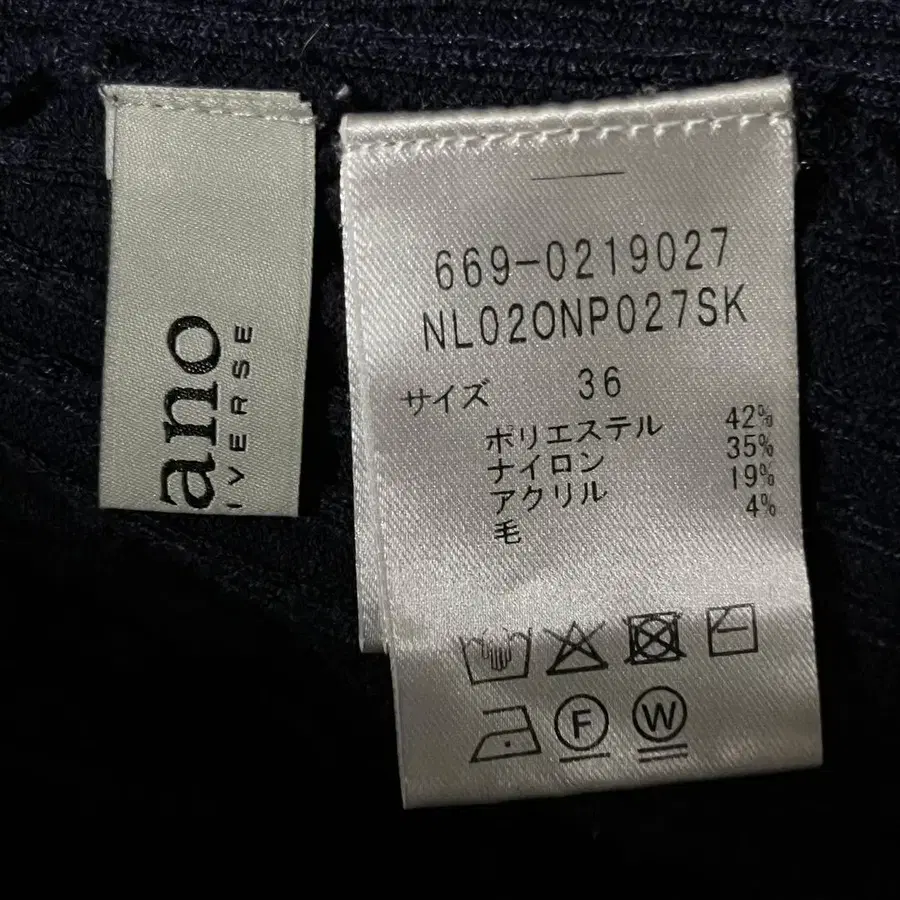 ano
IVERSE
669-0219027
NL020NP027SK
サイズ 36
ポリエステル 42%
ナイロン 35%
アクリル 19%
毛 4%
F W